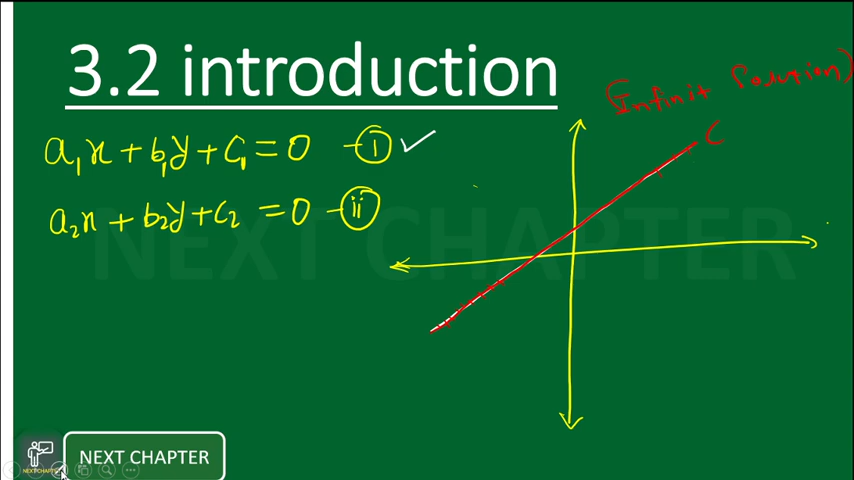 3.2 introduction
(Infinit Solution)
a₁x + b₁y + c₁ = 0 -(i) ✓
a₂x + b₂y + c₂ = 0 -(ii)
NEXT CHAPTER
NEXT CHAPTER